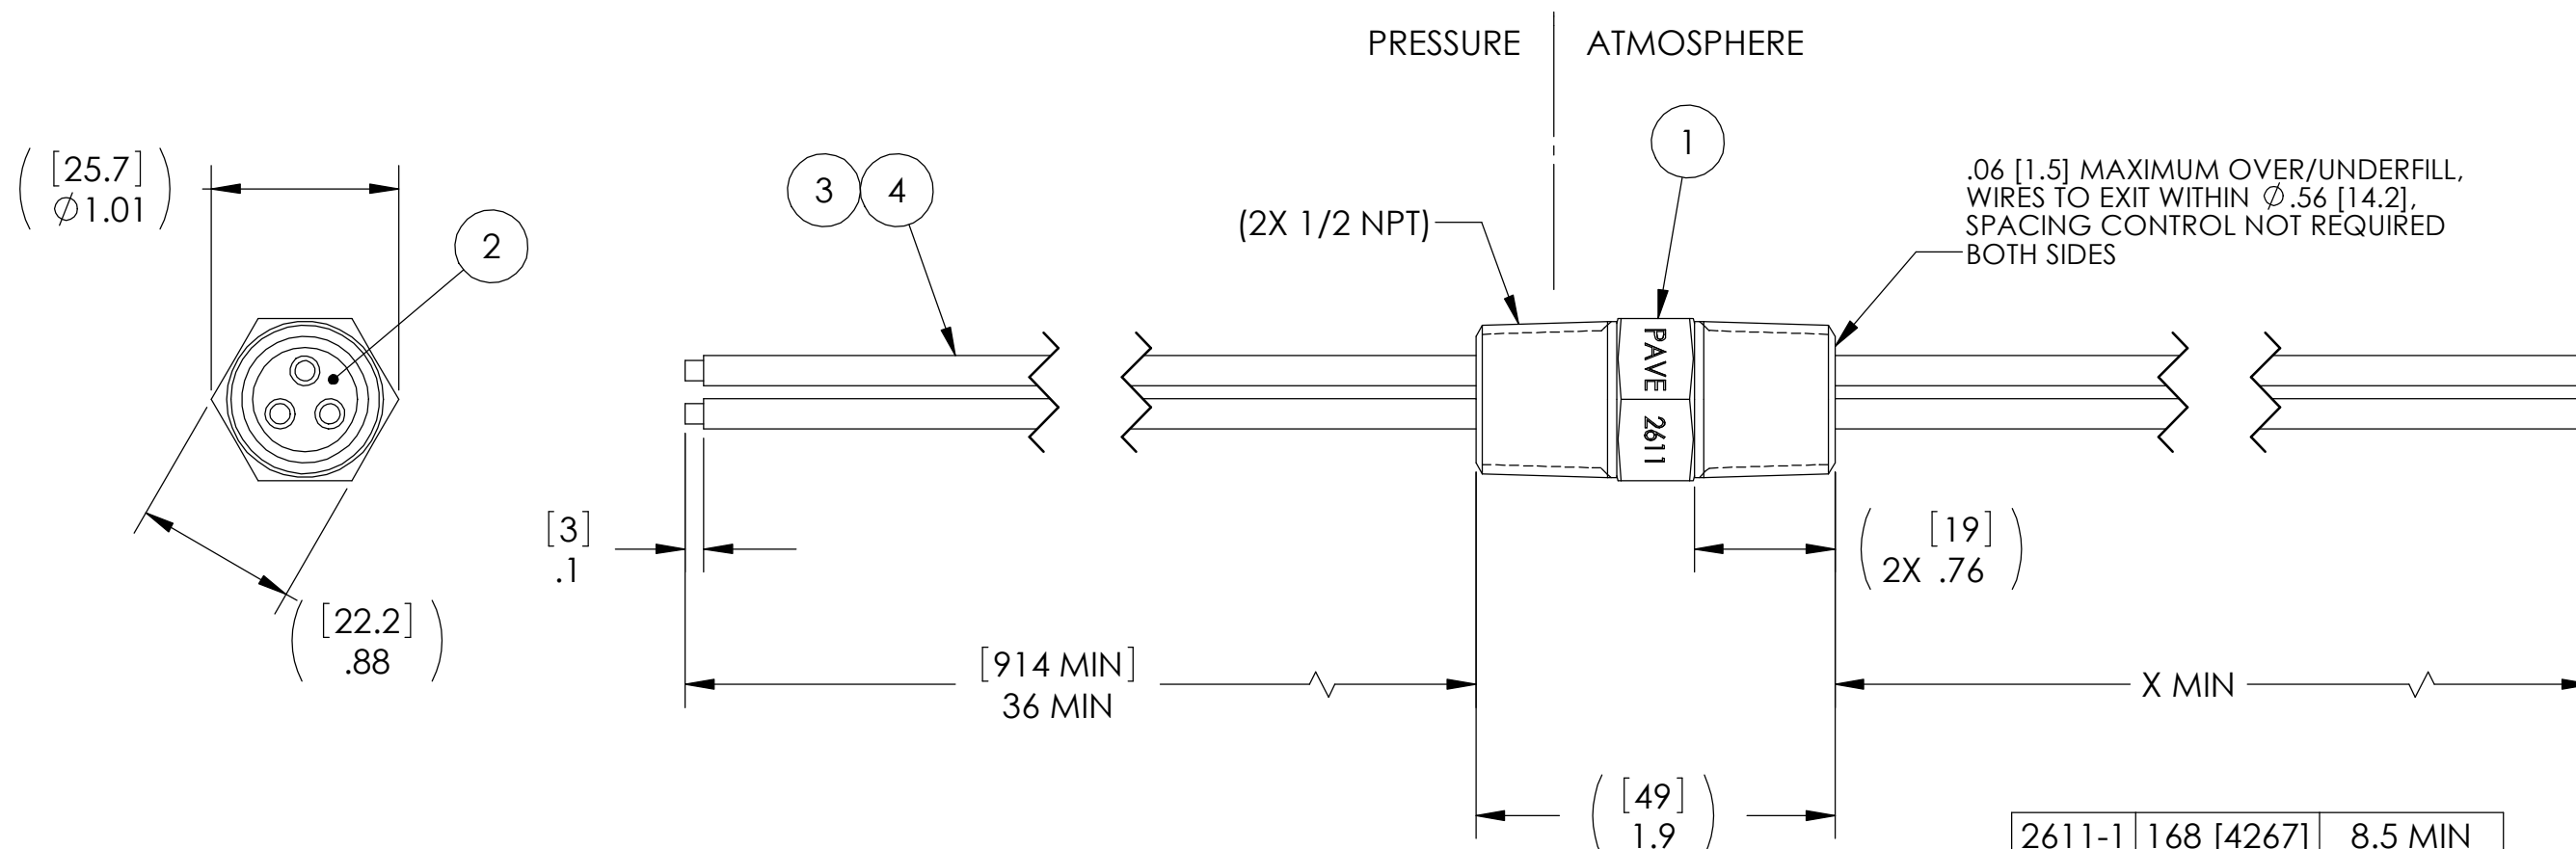 PRESSURE
ATMOSPHERE
[25.7]
Ø1.01
2
3
4
1
(2X 1/2 NPT)
.06 [1.5] MAXIMUM OVER/UNDERFILL,
WIRES TO EXIT WITHIN Ø.56 [14.2],
SPACING CONTROL NOT REQUIRED
BOTH SIDES
PAVE 2611
[3]
.1
[19]
2X .76
[22.2]
.88
[914 MIN]
36 MIN
X MIN
[49]
1.9
2611-1 168 [4267] 8.5 MIN